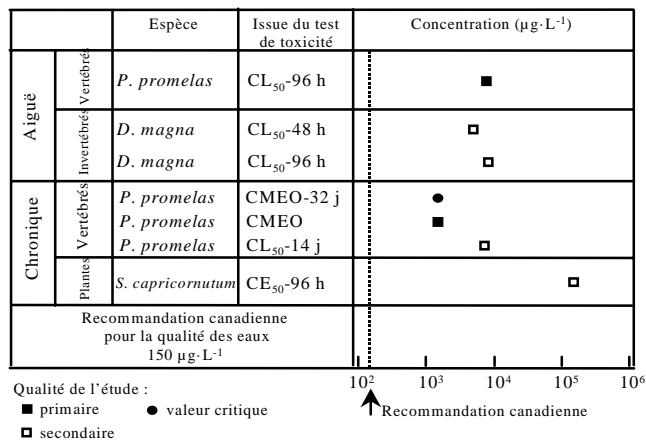 Espèce
Issue du test
de toxicité
Concentration (µg·L-1)
Aiguë
Vertébrés
P. promelas
CL50-96 h
Invertébrés
D. magna
CL50-48 h
D. magna
CL50-96 h
Chronique
Vertébrés
P. promelas
CMEO-32 j
P. promelas
CMEO
P. promelas
CL50-14 j
Plantes
S. capricornutum
CE50-96 h
Recommandation canadienne
pour la qualité des eaux
150 µg·L-1
10² 10³ 10⁴ 10⁵ 10⁶
Recommandation canadienne
Qualité de l'étude :
primaire
valeur critique
secondaire